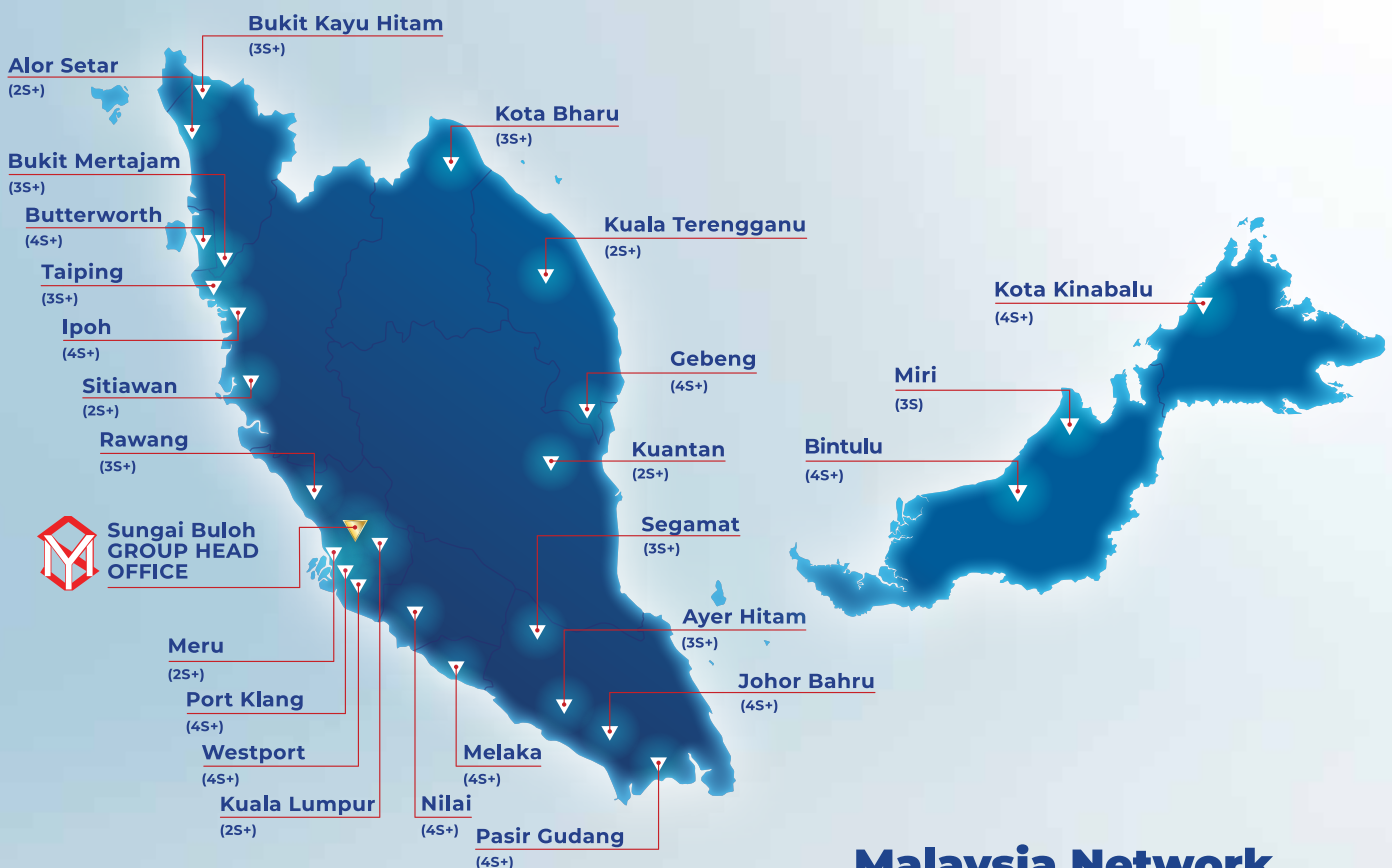 Bukit Kayu Hitam
(3S+)
Alor Setar
(2S+)
Kota Bharu
(3S+)
Bukit Mertajam
(3S+)
Butterworth
(4S+)
Kuala Terengganu
(2S+)
Taiping
(3S+)
Kota Kinabalu
(4S+)
Ipoh
(4S+)
Gebeng
(4S+)
Sitiawan
(2S+)
Miri
(3S)
Rawang
(3S+)
Kuantan
(2S+)
Bintulu
(4S+)
Sungai Buloh
GROUP HEAD
OFFICE
Segamat
(3S+)
Ayer Hitam
(3S+)
Meru
(2S+)
Johor Bahru
(4S+)
Port Klang
(4S+)
Westport
(4S+)
Melaka
(4S+)
Kuala Lumpur
(2S+)
Nilai
(4S+)
Pasir Gudang
(4S+)
Malaysia Network